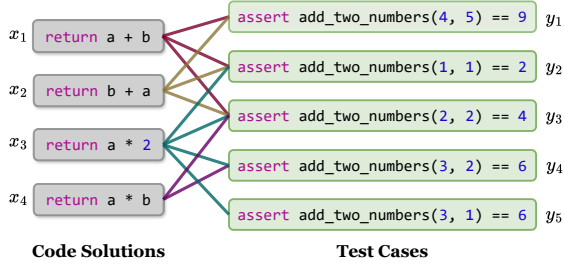 x₁ return a + b
x₂ return b + a
x₃ return a * 2
x₄ return a * b
Code Solutions
assert add_two_numbers(4, 5) == 9 y₁
assert add_two_numbers(1, 1) == 2 y₂
assert add_two_numbers(2, 2) == 4 y₃
assert add_two_numbers(3, 2) == 6 y₄
assert add_two_numbers(3, 1) == 6 y₅
Test Cases